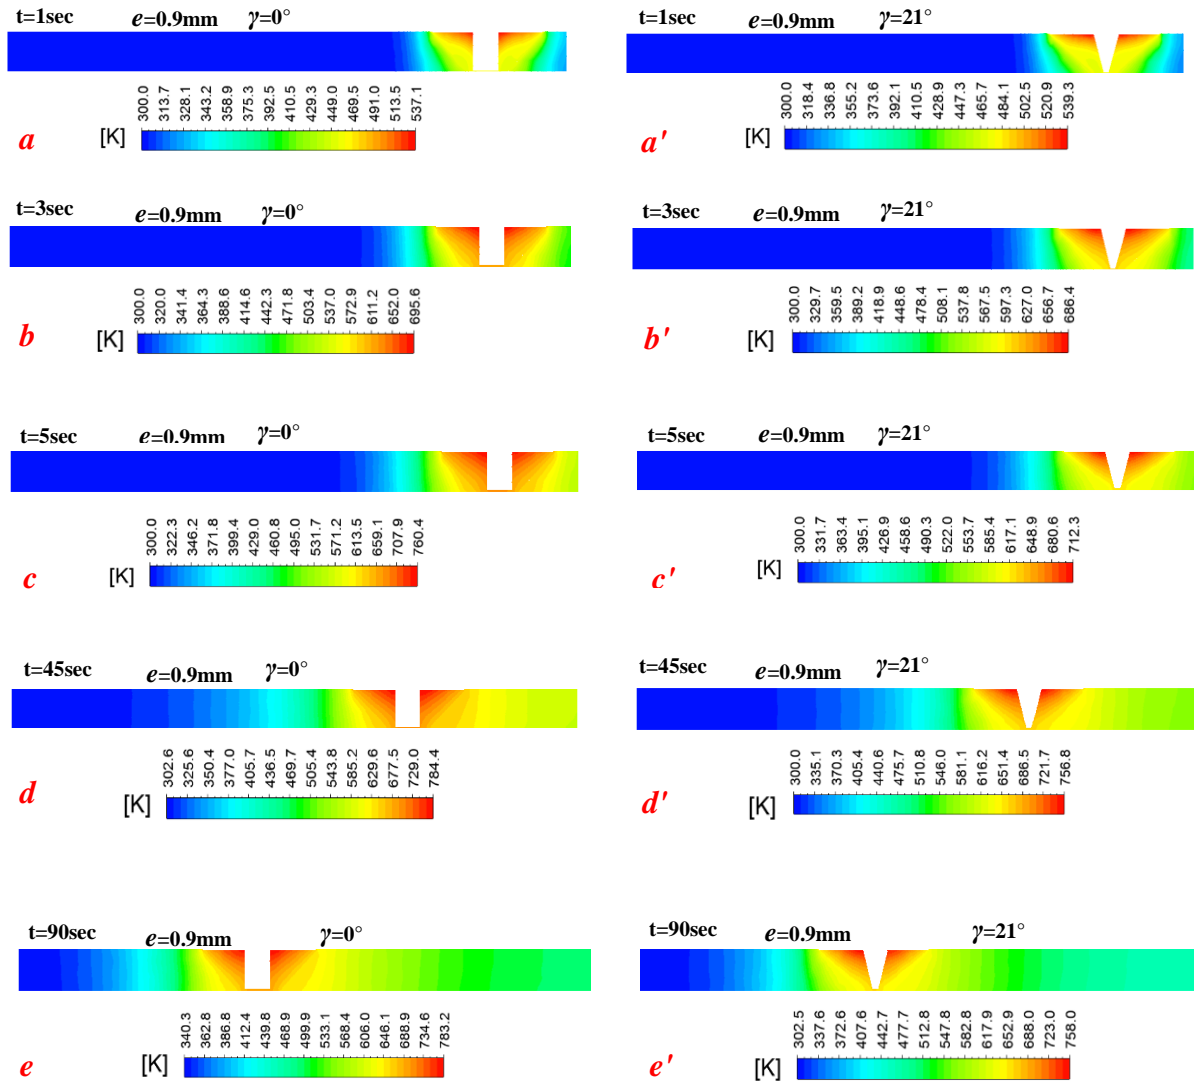 t=1sec e=0.9mm γ=0°
300.0 313.7 328.1 343.2 358.9 375.3 392.5 410.5 429.3 449.0 469.5 491.0 513.5 537.1
a [K]
t=1sec e=0.9mm γ=21°
300.0 318.4 336.8 355.2 373.6 392.1 410.5 428.9 447.3 465.7 484.1 502.5 520.9 539.3
a' [K]
t=3sec e=0.9mm γ=0°
300.0 320.0 341.4 364.3 388.6 414.6 442.3 471.8 503.4 537.0 572.9 611.2 652.0 695.6
b [K]
t=3sec e=0.9mm γ=21°
300.0 329.7 359.5 389.2 418.9 448.6 478.4 508.1 537.8 567.5 597.3 627.0 656.7 686.4
b' [K]
t=5sec e=0.9mm γ=0°
300.0 322.3 346.2 371.8 399.4 429.0 460.8 495.0 531.7 571.2 613.5 659.1 707.9 760.4
c [K]
t=5sec e=0.9mm γ=21°
300.0 331.7 363.4 395.1 426.9 458.6 490.3 522.0 553.7 585.4 617.1 648.9 680.6 712.3
c' [K]
t=45sec e=0.9mm γ=0°
302.6 325.6 350.4 377.0 405.7 436.5 469.7 505.4 543.8 585.2 629.6 677.5 729.0 784.4
d [K]
t=45sec e=0.9mm γ=21°
300.0 335.1 370.3 405.4 440.6 475.7 510.8 546.0 581.1 616.2 651.4 686.5 721.7 756.8
d' [K]
t=90sec e=0.9mm γ=0°
340.3 362.8 386.8 412.4 439.8 468.9 499.9 533.1 568.4 606.0 646.1 688.9 734.6 783.2
e [K]
t=90sec e=0.9mm γ=21°
302.5 337.6 372.6 407.6 442.7 477.7 512.8 547.8 582.8 617.9 652.9 688.0 723.0 758.0
e' [K]